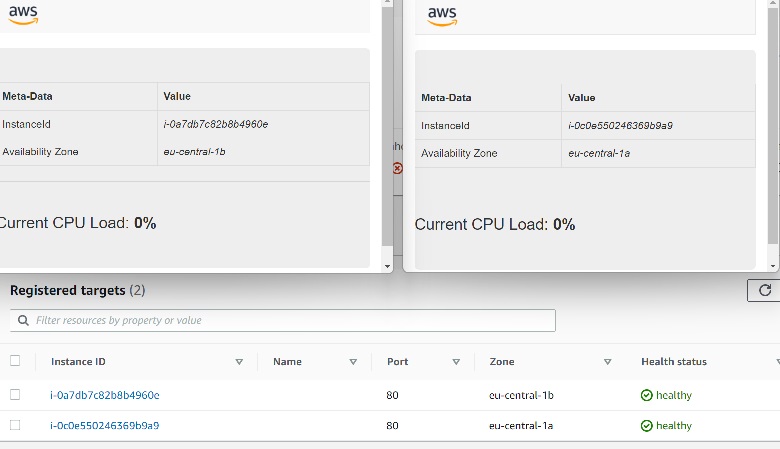 aws
Meta-Data Value
InstanceId i-0a7db7c82b8b4960e
Availability Zone eu-central-1b
Current CPU Load: 0%
aws
Meta-Data Value
InstanceId i-0c0e550246369b9a9
Availability Zone eu-central-1a
Current CPU Load: 0%
Registered targets (2)
Filter resources by property or value
Instance ID Name Port Zone Health status
i-0a7db7c82b8b4960e 80 eu-central-1b healthy
i-0c0e550246369b9a9 80 eu-central-1a healthy